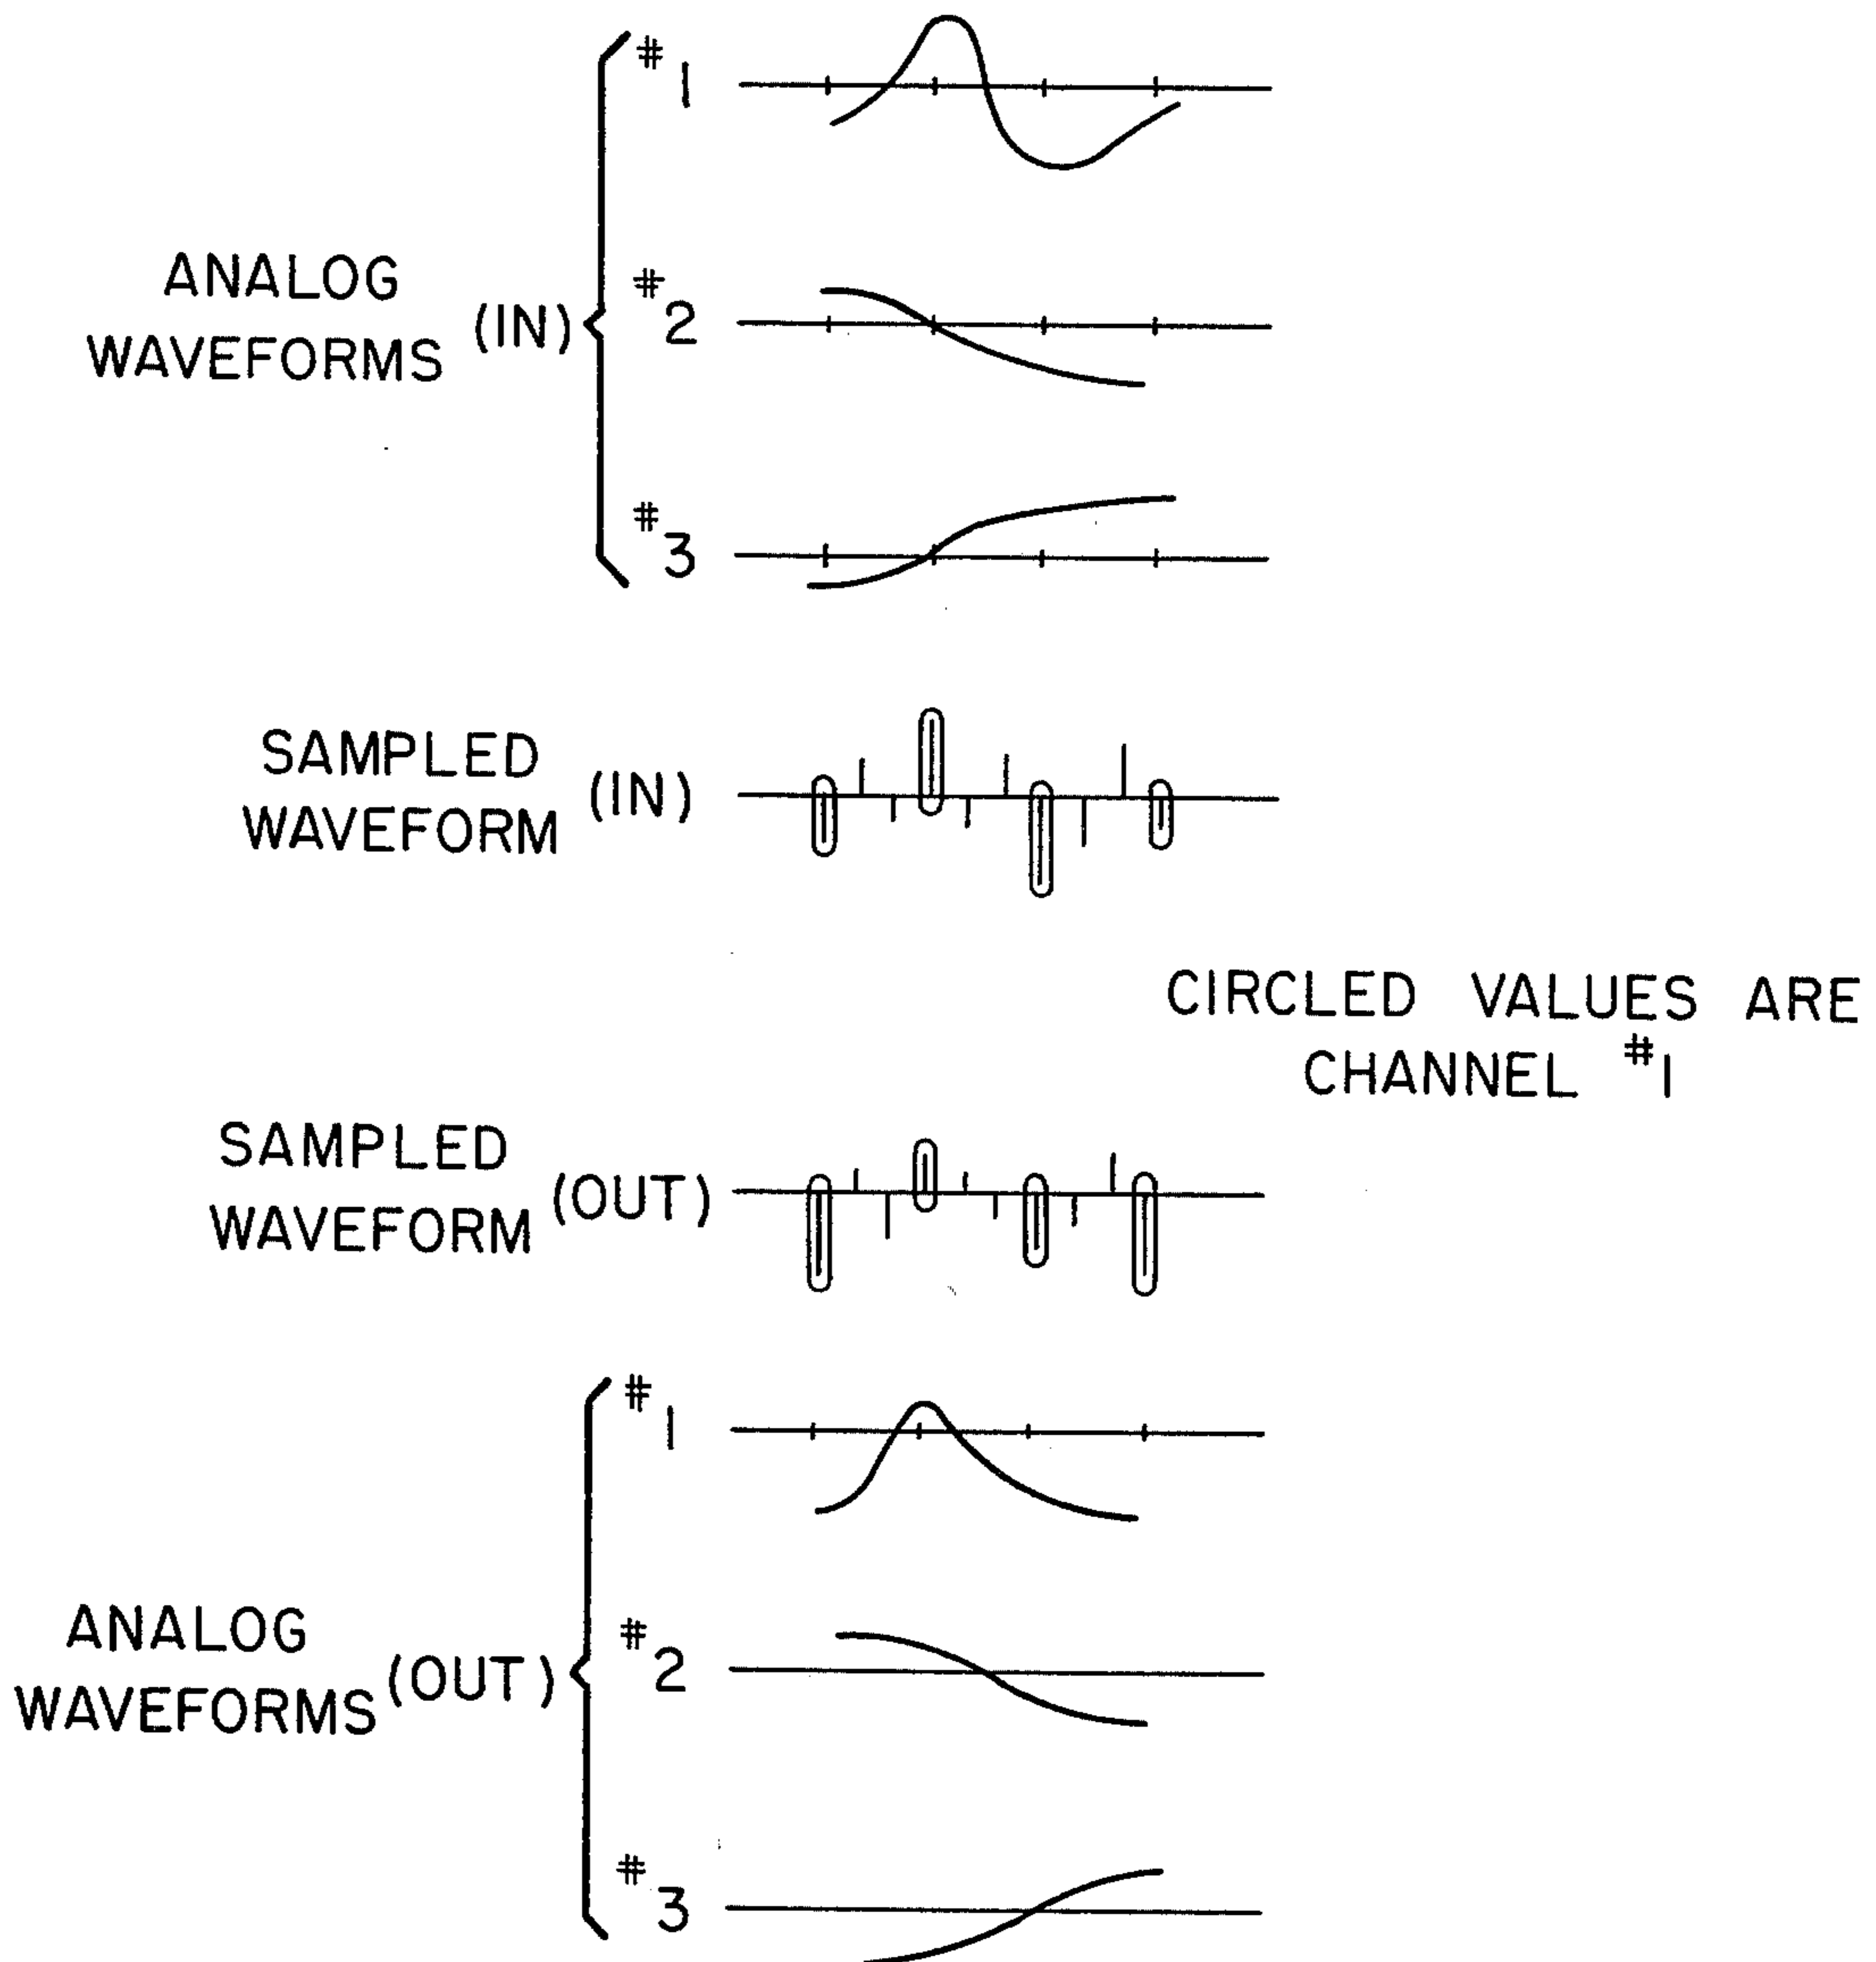 ANALOG
WAVEFORMS (IN)
#1
#2
#3
SAMPLED
WAVEFORM (IN)
CIRCLED VALUES ARE
CHANNEL #1
SAMPLED
WAVEFORM (OUT)
ANALOG
WAVEFORMS (OUT)
#1
#2
#3